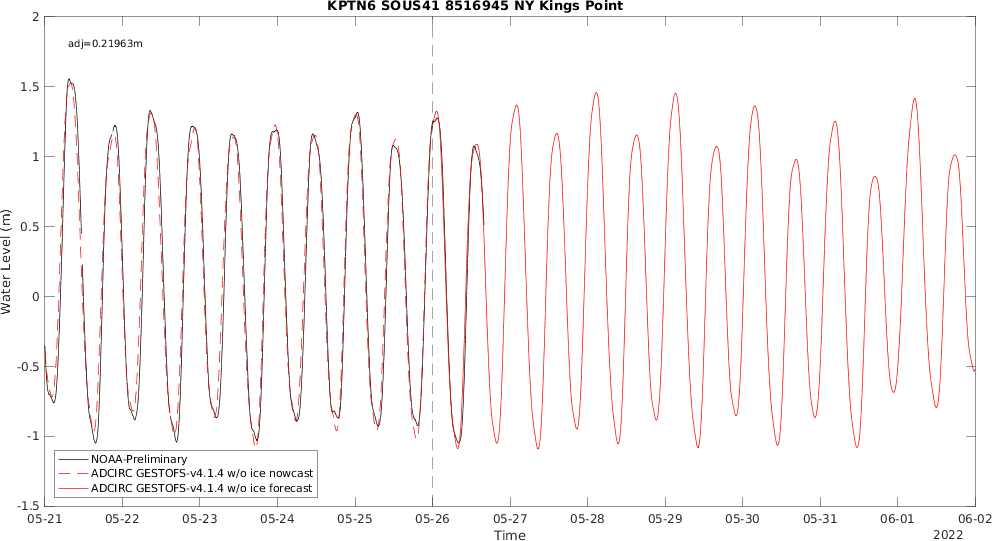 KPTN6 SOUS41 8516945 NY Kings Point
adj=0.21963m
2
1.5
1
0.5
0
-0.5
-1
-1.5
Water Level (m)
NOAA-Preliminary
ADCIRC GESTOFS-v4.1.4 w/o ice nowcast
ADCIRC GESTOFS-v4.1.4 w/o ice forecast
05-21 05-22 05-23 05-24 05-25 05-26 05-27 05-28 05-29 05-30 05-31 06-01 06-02
Time
2022